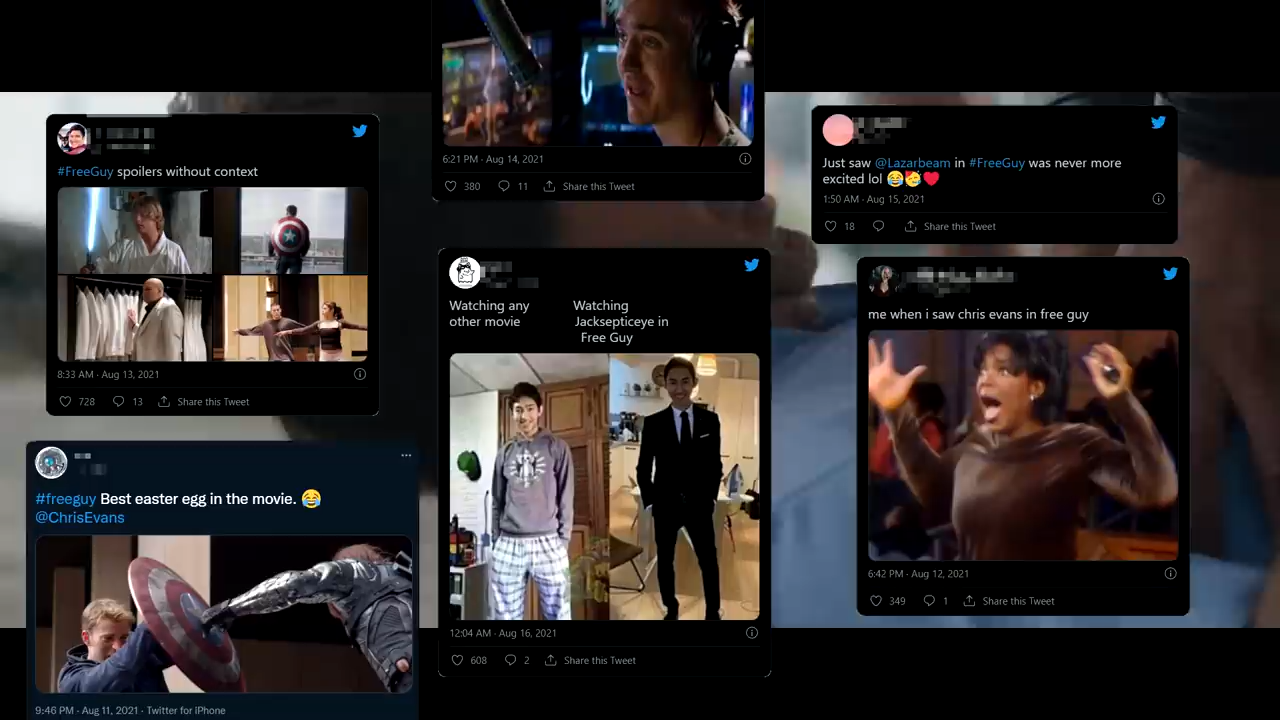 #FreeGuy spoilers without context
8:33 AM · Aug 13, 2021
728 13 Share this Tweet
#freeguy Best easter egg in the movie. 😂
@ChrisEvans
9:46 PM · Aug 11, 2021 · Twitter for iPhone
6:21 PM · Aug 14, 2021
380 11 Share this Tweet
Watching any Watching
other movie Jacksepticeye in
Free Guy
12:04 AM · Aug 16, 2021
608 2 Share this Tweet
Just saw @Lazarbeam in #FreeGuy was never more
excited lol 😂🥳❤️
1:50 AM · Aug 15, 2021
18 Share this Tweet
me when i saw chris evans in free guy
6:42 PM · Aug 12, 2021
349 1 Share this Tweet